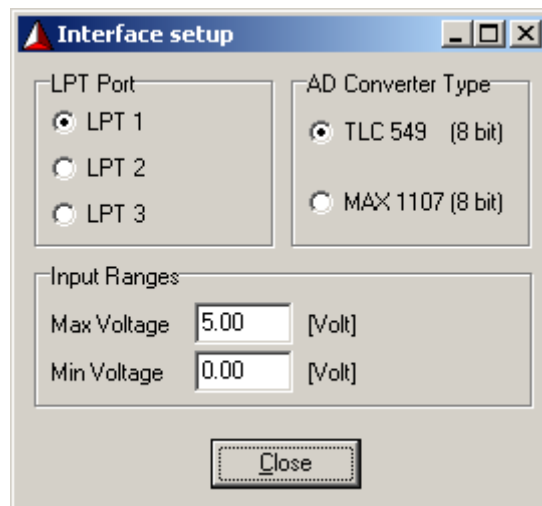 Interface setup
LPT Port
LPT 1
LPT 2
LPT 3
AD Converter Type
TLC 549 (8 bit)
MAX 1107 (8 bit)
Input Ranges
Max Voltage 5.00 [Volt]
Min Voltage 0.00 [Volt]
Close